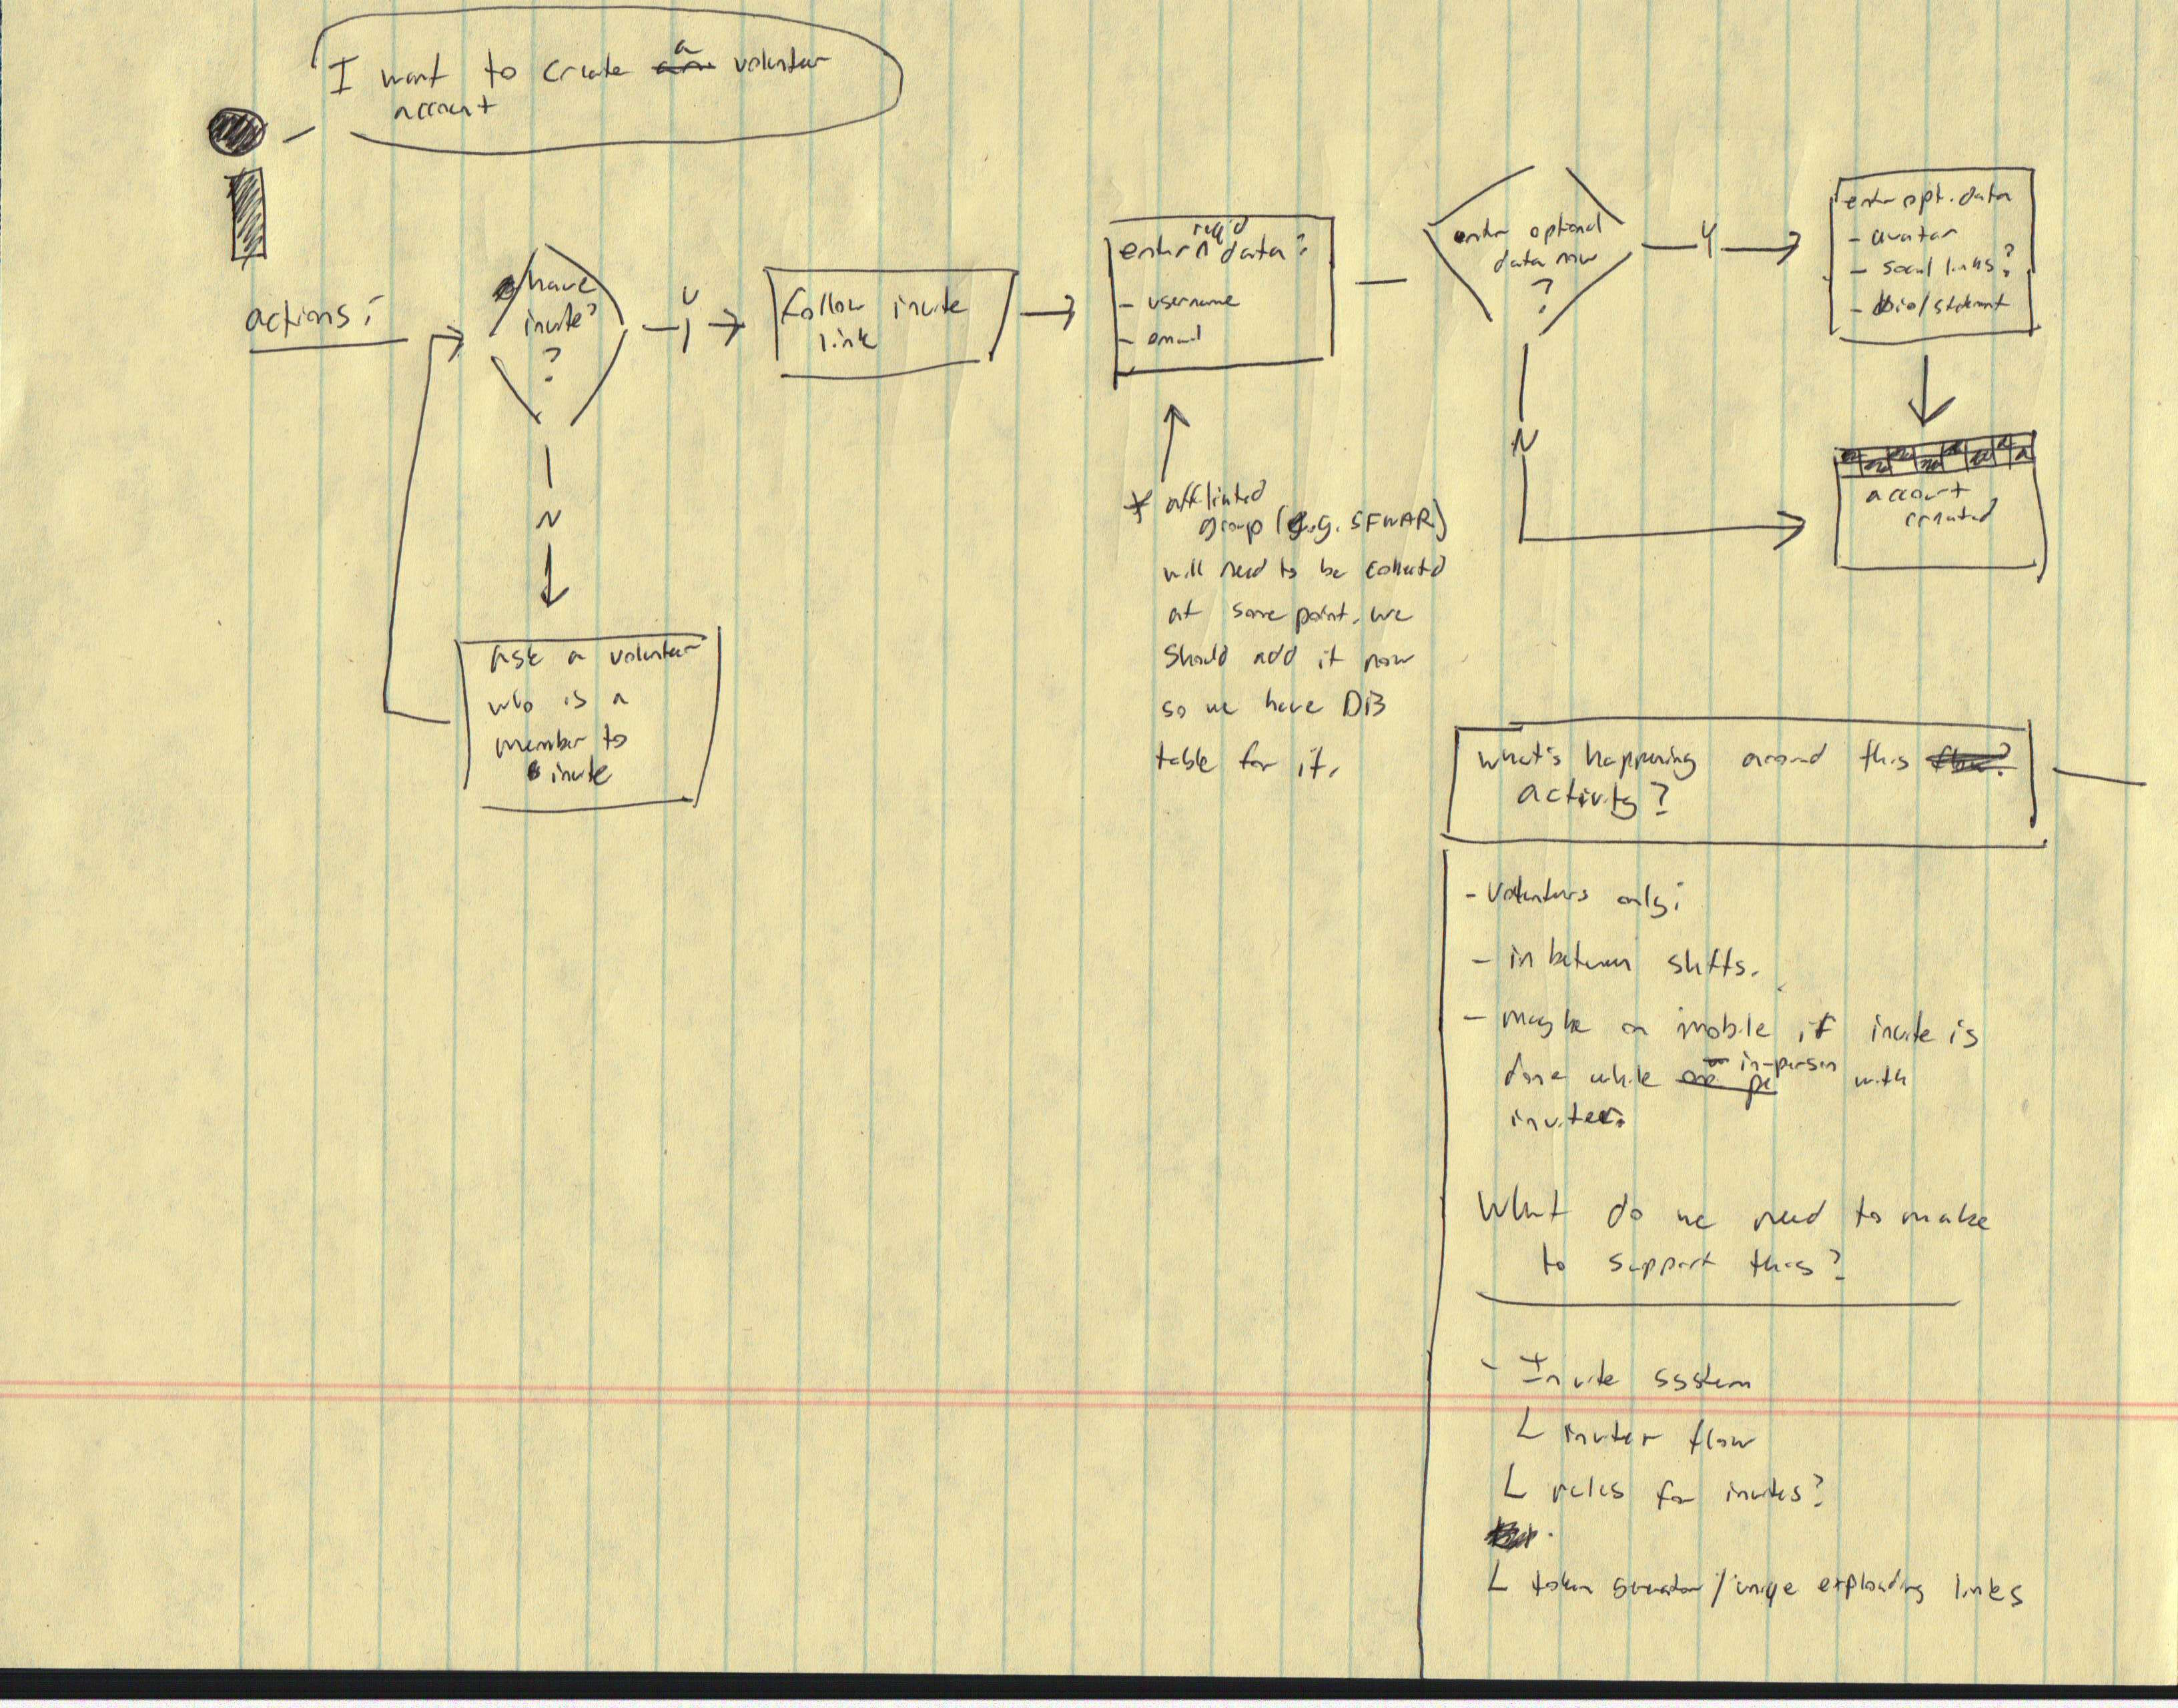 I want to create a volunteer
account
actions:
have
invite?
?
Y
follow invite
link
req'd
enter ^ data:
- username
- email
enter optional
data now
?
Y
enter opt. data
- avatar
- social links?
- bio/statement
N
account
created
N
ask a volunteer
who is a
member to
invite
* affiliated
group (e.g. SFWAR)
will need to be collected
at some point. we
should add it now
so we have DB
table for it.
what's happening around this flow?
activity?
- volunteers only;
- in between shifts.
- maybe on mobile if invite is
done while in-person with
inviter.
What do we need to make
to support this?
- Invite system
L inviter flow
L rules for invites?
L token generator/unique exploding links